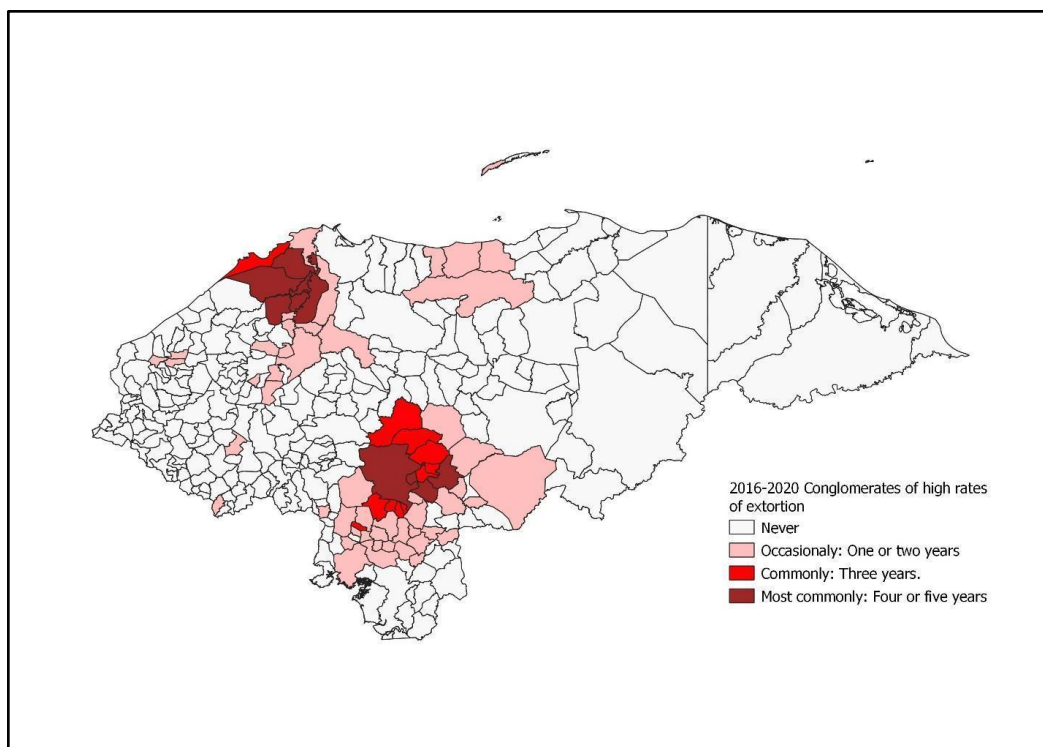 2016-2020 Conglomerates of high rates
of extortion
Never
Occasionaly: One or two years
Commonly: Three years.
Most commonly: Four or five years